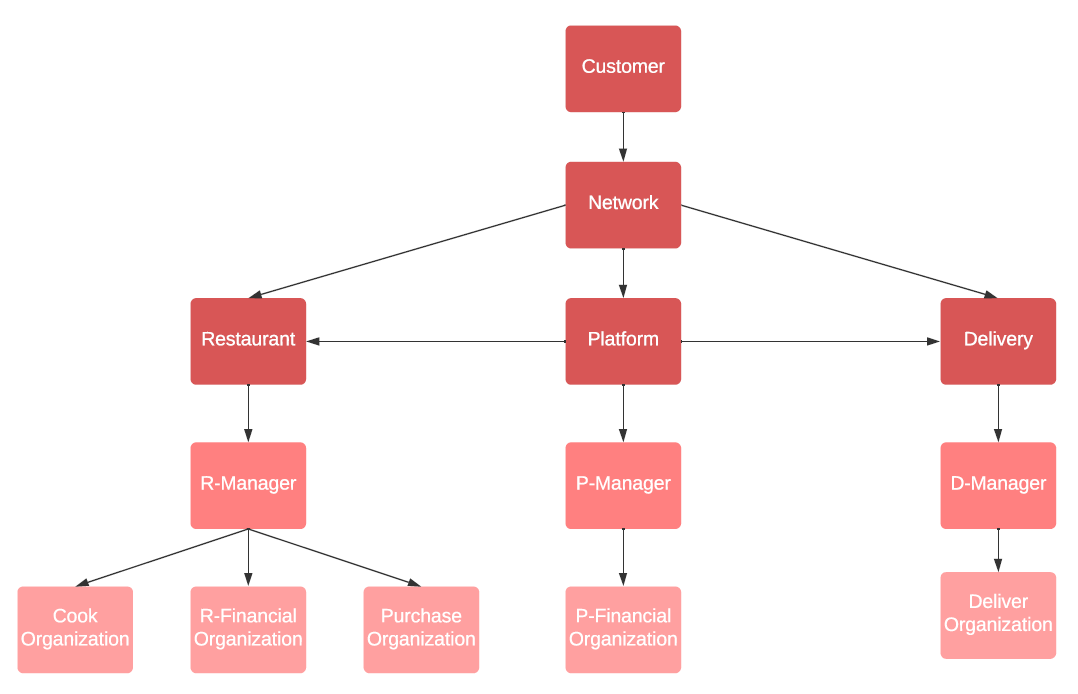 Customer
Network
Restaurant
Platform
Delivery
R-Manager
P-Manager
D-Manager
Cook
Organization
R-Financial
Organization
Purchase
Organization
P-Financial
Organization
Deliver
Organization